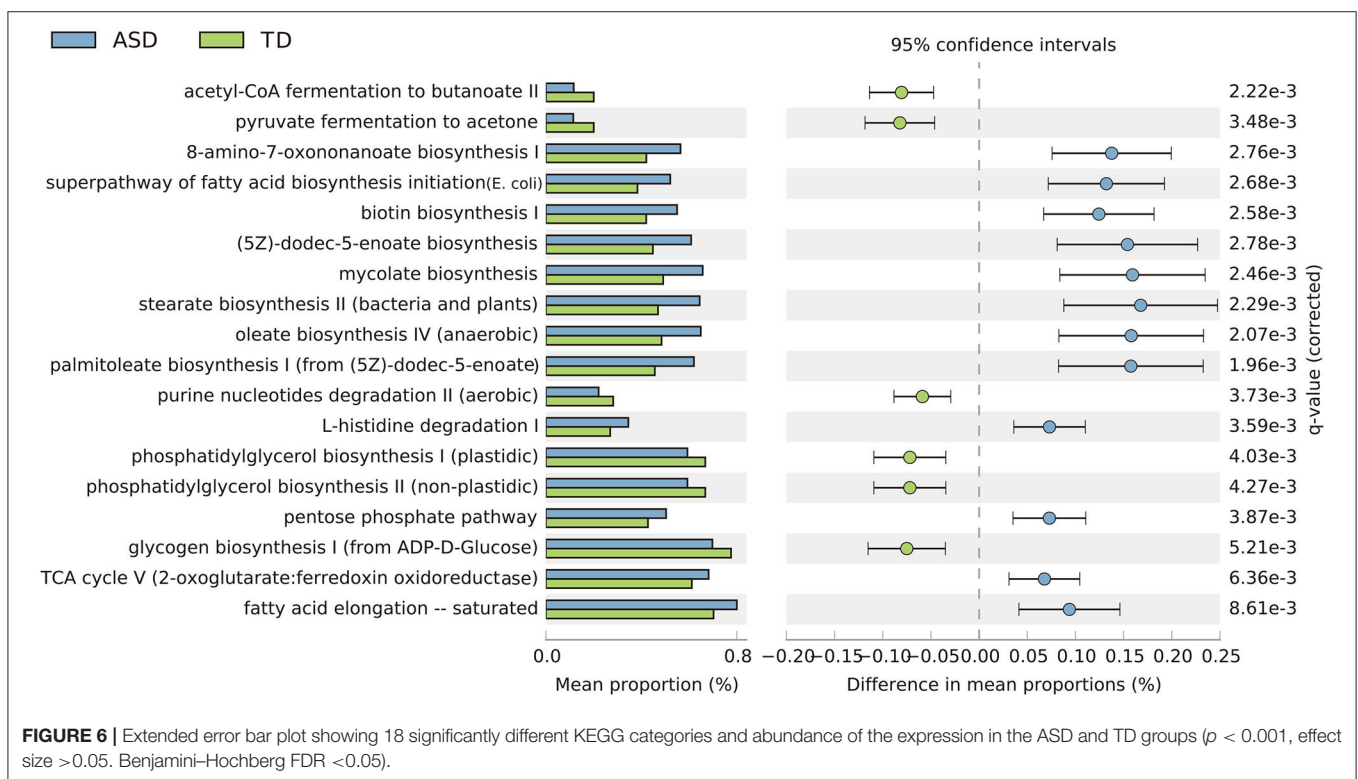 ASD TD
95% confidence intervals
acetyl-CoA fermentation to butanoate II 2.22e-3
pyruvate fermentation to acetone 3.48e-3
8-amino-7-oxononanoate biosynthesis I 2.76e-3
superpathway of fatty acid biosynthesis initiation(E. coli) 2.68e-3
biotin biosynthesis I 2.58e-3
(5Z)-dodec-5-enoate biosynthesis 2.78e-3
mycolate biosynthesis 2.46e-3
stearate biosynthesis II (bacteria and plants) 2.29e-3
oleate biosynthesis IV (anaerobic) 2.07e-3
palmitoleate biosynthesis I (from (5Z)-dodec-5-enoate) 1.96e-3
purine nucleotides degradation II (aerobic) 3.73e-3
L-histidine degradation I 3.59e-3
phosphatidylglycerol biosynthesis I (plastidic) 4.03e-3
phosphatidylglycerol biosynthesis II (non-plastidic) 4.27e-3
pentose phosphate pathway 3.87e-3
glycogen biosynthesis I (from ADP-D-Glucose) 5.21e-3
TCA cycle V (2-oxoglutarate:ferredoxin oxidoreductase) 6.36e-3
fatty acid elongation -- saturated 8.61e-3
q-value (corrected)
0.0 0.8 −0.20 −0.15 −0.10 −0.05 0.00 0.05 0.10 0.15 0.20 0.25
Mean proportion (%) Difference in mean proportions (%)
FIGURE 6 | Extended error bar plot showing 18 significantly different KEGG categories and abundance of the expression in the ASD and TD groups (p < 0.001, effect
size >0.05. Benjamini–Hochberg FDR <0.05).